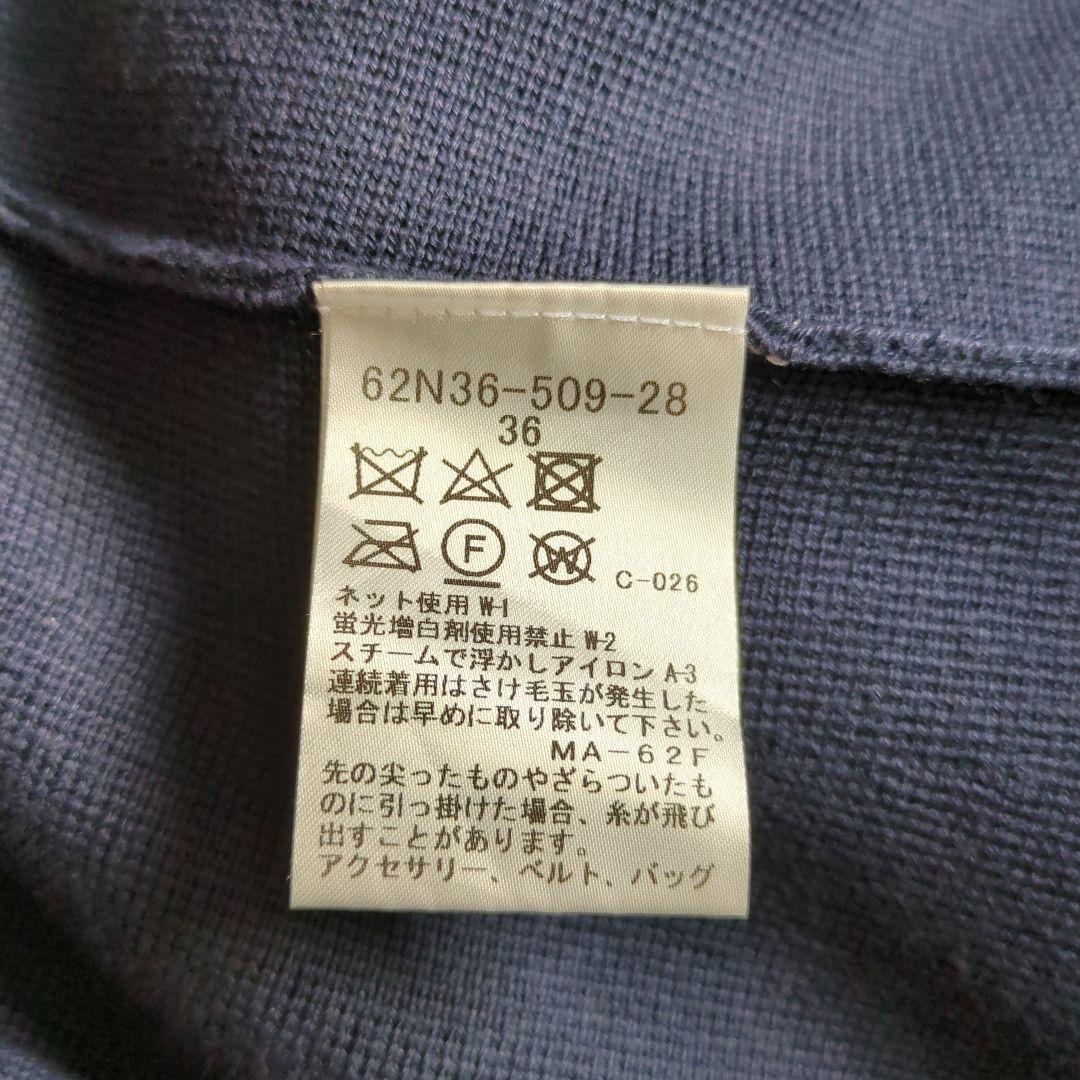 62N36-509-28
36
F
W
C-026
ネット使用 W-1
蛍光増白剤使用禁止 W-2
スチームで浮かしアイロン A-3
連続着用はさけ毛玉が発生した
場合は早めに取り除いて下さい。
MA-62F
先の尖ったものやざらついたも
のに引っ掛けた場合、糸が飛び
出すことがあります。
アクセサリー、ベルト、バッグ